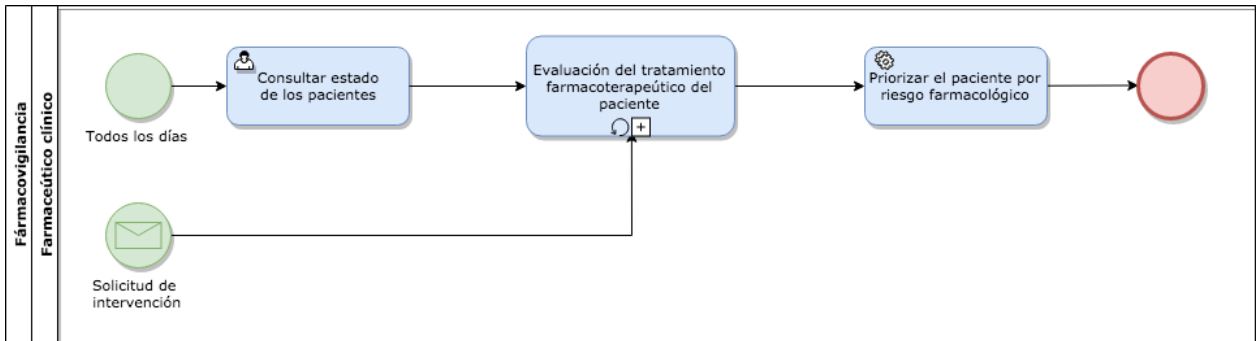 Fármacovigilancia
Farmaceútico clínico
Todos los días
Consultar estado
de los pacientes
Evaluación del tratamiento
farmacoterapeútico del
paciente
Priorizar el paciente por
riesgo farmacológico
Solicitud de
intervención